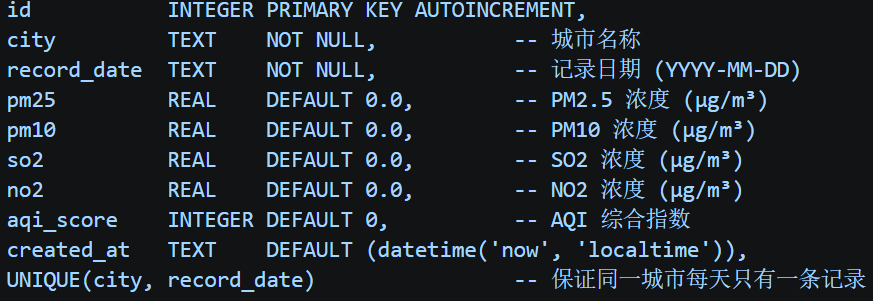 id           INTEGER PRIMARY KEY AUTOINCREMENT,
city         TEXT    NOT NULL,           -- 城市名称
record_date  TEXT    NOT NULL,           -- 记录日期 (YYYY-MM-DD)
pm25         REAL    DEFAULT 0.0,        -- PM2.5 浓度 (μg/m³)
pm10         REAL    DEFAULT 0.0,        -- PM10 浓度 (μg/m³)
so2          REAL    DEFAULT 0.0,        -- SO2 浓度 (μg/m³)
no2          REAL    DEFAULT 0.0,        -- NO2 浓度 (μg/m³)
aqi_score    INTEGER DEFAULT 0,          -- AQI 综合指数
created_at   TEXT    DEFAULT (datetime('now', 'localtime')),
UNIQUE(city, record_date)                -- 保证同一城市每天只有一条记录